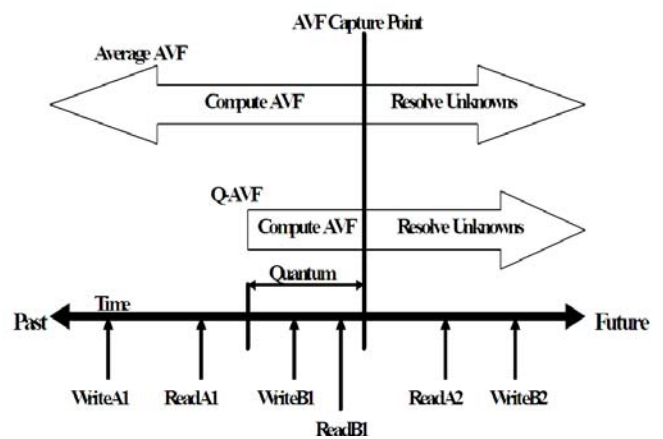 AVF Capture Point
Average AVF
Compute AVF Resolve Unknowns
Q-AVF
Compute AVF Resolve Unknowns
Quantum
Time
Past Future
WriteA1 ReadA1 WriteB1 ReadA2 WriteB2
ReadB1